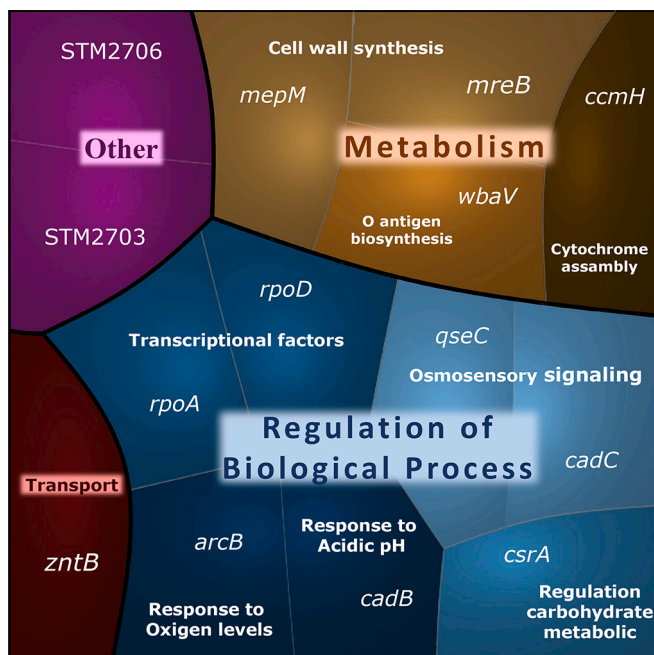 STM2706
Other
STM2703
Cell wall synthesis
mepM
mreB
ccmH
Metabolism
wbaV
O antigen
biosynthesis
Cytochrome
assambly
rpoD
Transcriptional factors
rpoA
qseC
Osmosensory signaling
cadC
Regulation of
Biological Process
Transport
zntB
arcB
Response to
Oxigen levels
Response to
Acidic pH
cadB
csrA
Regulation
carbohydrate
metabolic